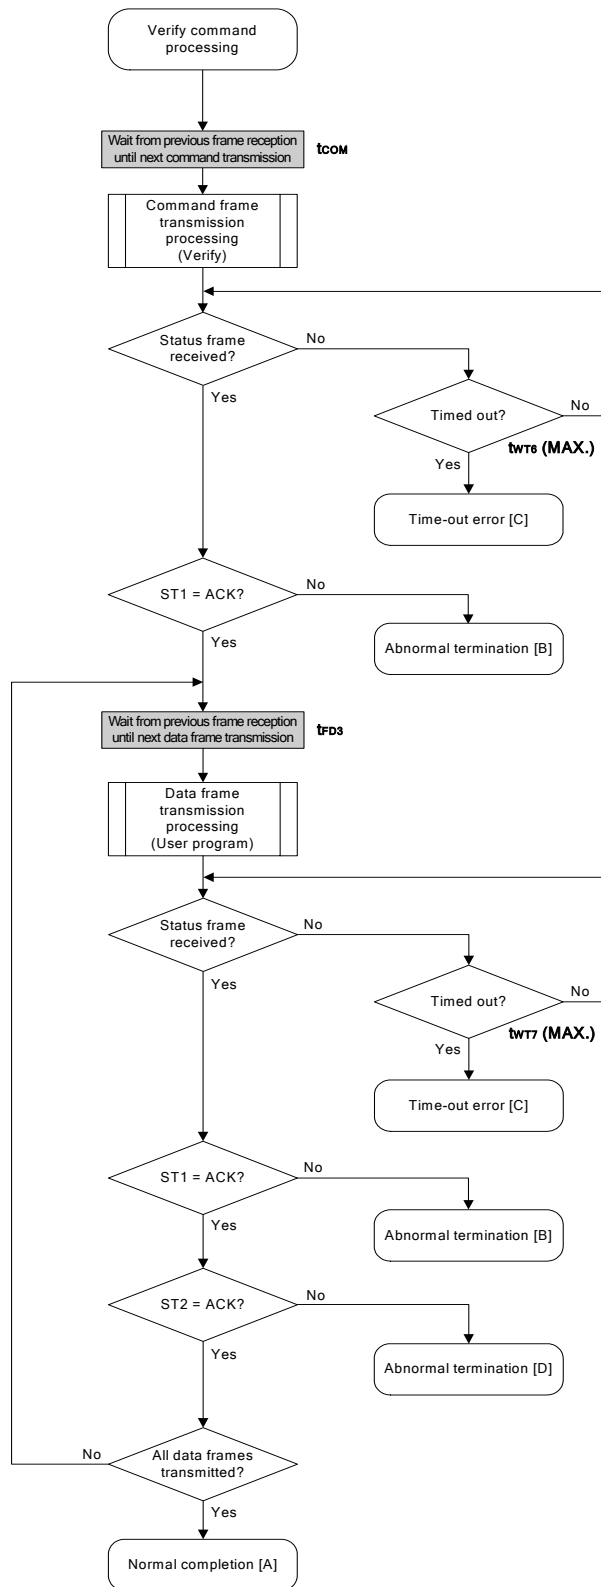 Verify command
processing
Wait from previous frame reception
until next command transmission
tCOM
Command frame
transmission
processing
(Verify)
Status frame
received?
No
Yes
Timed out?
No
tWT6 (MAX.)
Yes
Time-out error [C]
ST1 = ACK?
No
Yes
Abnormal termination [B]
Wait from previous frame reception
until next data frame transmission
tFD3
Data frame
transmission
processing
(User program)
Status frame
received?
No
Yes
Timed out?
No
tWT7 (MAX.)
Yes
Time-out error [C]
ST1 = ACK?
No
Yes
Abnormal termination [B]
ST2 = ACK?
No
Yes
Abnormal termination [D]
No
All data frames
transmitted?
Yes
Normal completion [A]